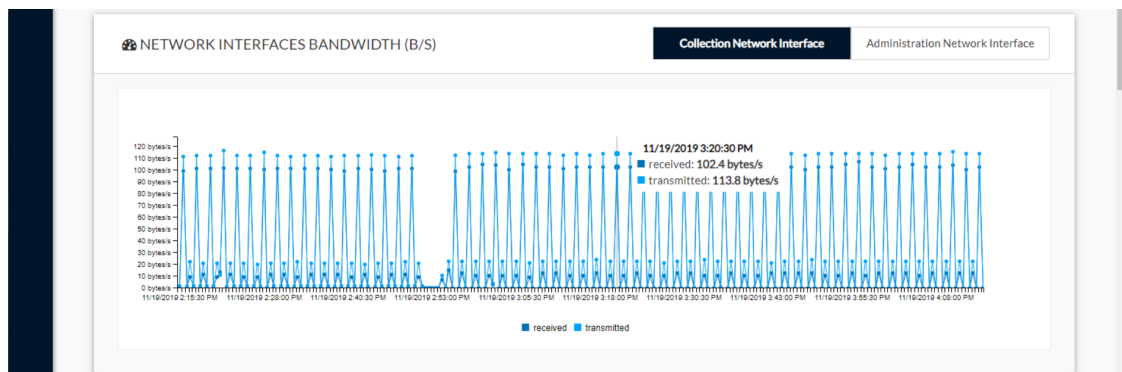 NETWORK INTERFACES BANDWIDTH (B/S)
Collection Network Interface
Administration Network Interface
11/19/2019 3:20:30 PM
received: 102.4 bytes/s
transmitted: 113.8 bytes/s
120 bytes/s
110 bytes/s
100 bytes/s
90 bytes/s
80 bytes/s
70 bytes/s
60 bytes/s
50 bytes/s
40 bytes/s
30 bytes/s
20 bytes/s
10 bytes/s
0 bytes/s
11/19/2019 2:15:30 PM 11/19/2019 2:28:00 PM 11/19/2019 2:40:30 PM 11/19/2019 2:53:00 PM 11/19/2019 3:05:30 PM 11/19/2019 3:18:00 PM 11/19/2019 3:30:30 PM 11/19/2019 3:43:00 PM 11/19/2019 3:55:30 PM 11/19/2019 4:08:00 PM
received transmitted